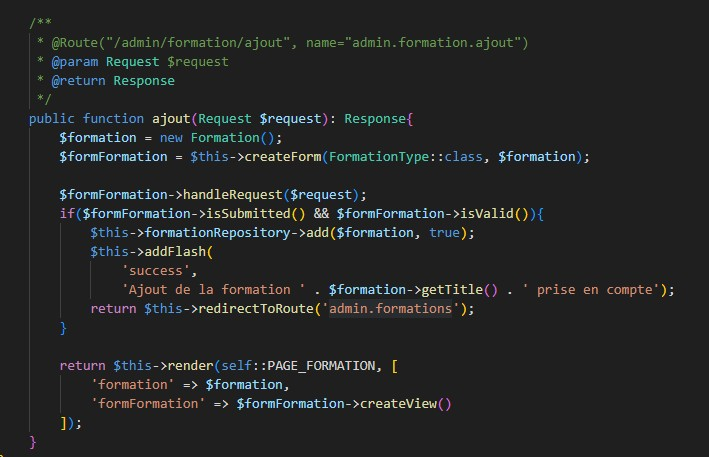 /**
 * @Route("/admin/formation/ajout", name="admin.formation.ajout")
 * @param Request $request
 * @return Response
 */
public function ajout(Request $request): Response{
    $formation = new Formation();
    $formFormation = $this->createForm(FormationType::class, $formation);

    $formFormation->handleRequest($request);
    if($formFormation->isSubmitted() && $formFormation->isValid()){
        $this->formationRepository->add($formation, true);
        $this->addFlash(
            'success',
            'Ajout de la formation ' . $formation->getTitle() . ' prise en compte');
        return $this->redirectToRoute('admin.formations');
    }

    return $this->render(self::PAGE_FORMATION, [
        'formation' => $formation,
        'formFormation' => $formFormation->createView()
    ]);
}